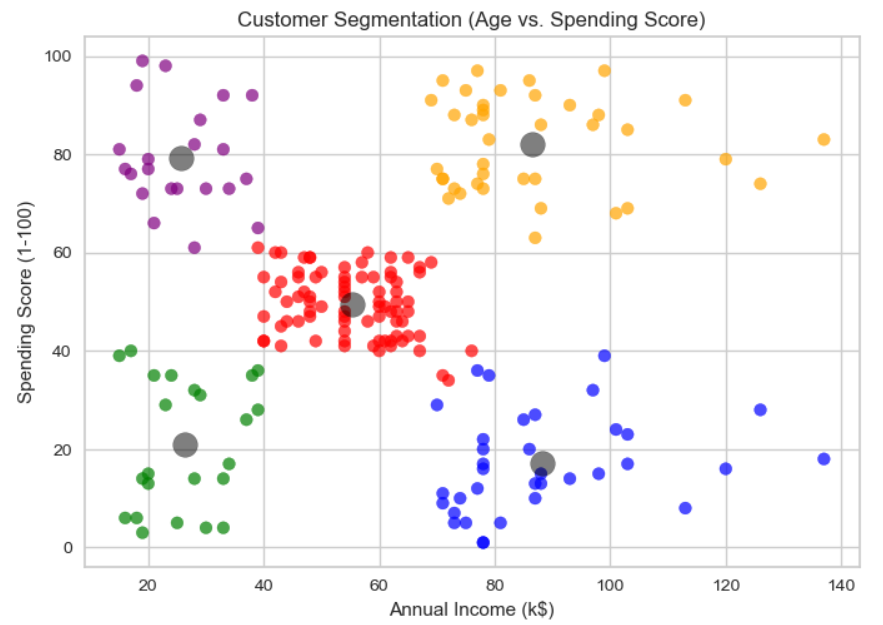 Customer Segmentation (Age vs. Spending Score)
100
80
60
40
20
0
Spending Score (1-100)
20 40 60 80 100 120 140
Annual Income (k$)